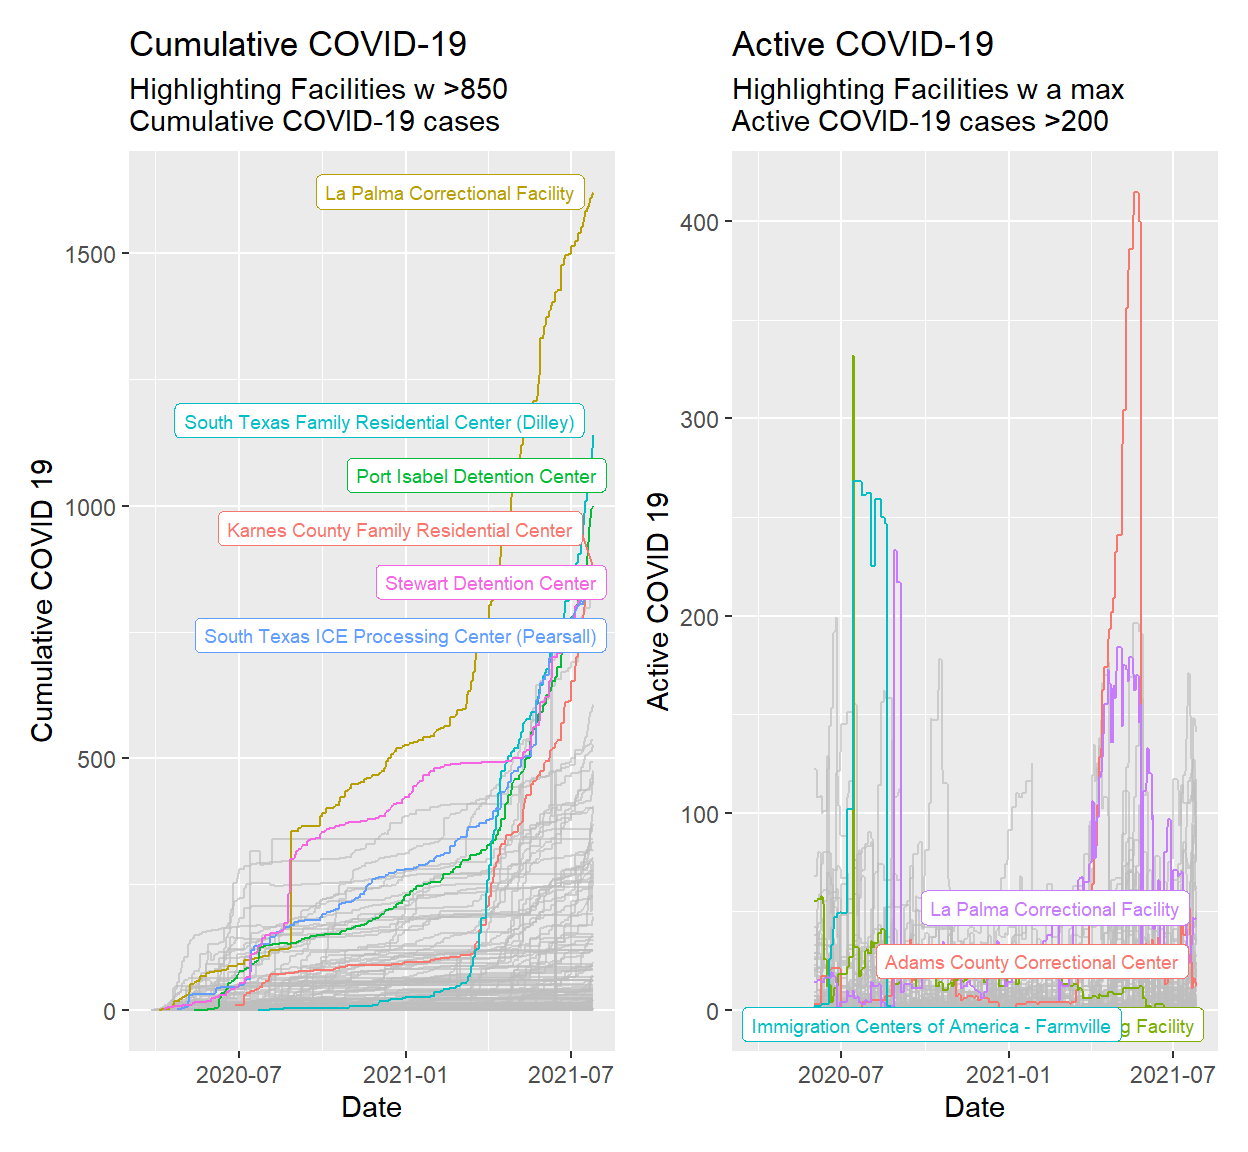 Cumulative COVID-19
Highlighting Facilities w >850
Cumulative COVID-19 cases
Cumulative COVID 19
1500
1000
500
0
La Palma Correctional Facility
South Texas Family Residential Center (Dilley)
Port Isabel Detention Center
Karnes County Family Residential Center
Stewart Detention Center
South Texas ICE Processing Center (Pearsall)
2020-07
2021-01
2021-07
Date
Active COVID-19
Highlighting Facilities w a max
Active COVID-19 cases >200
Active COVID 19
400
300
200
100
0
La Palma Correctional Facility
Adams County Correctional Center
Immigration Centers of America - Farmville
Facility
2020-07
2021-01
2021-07
Date